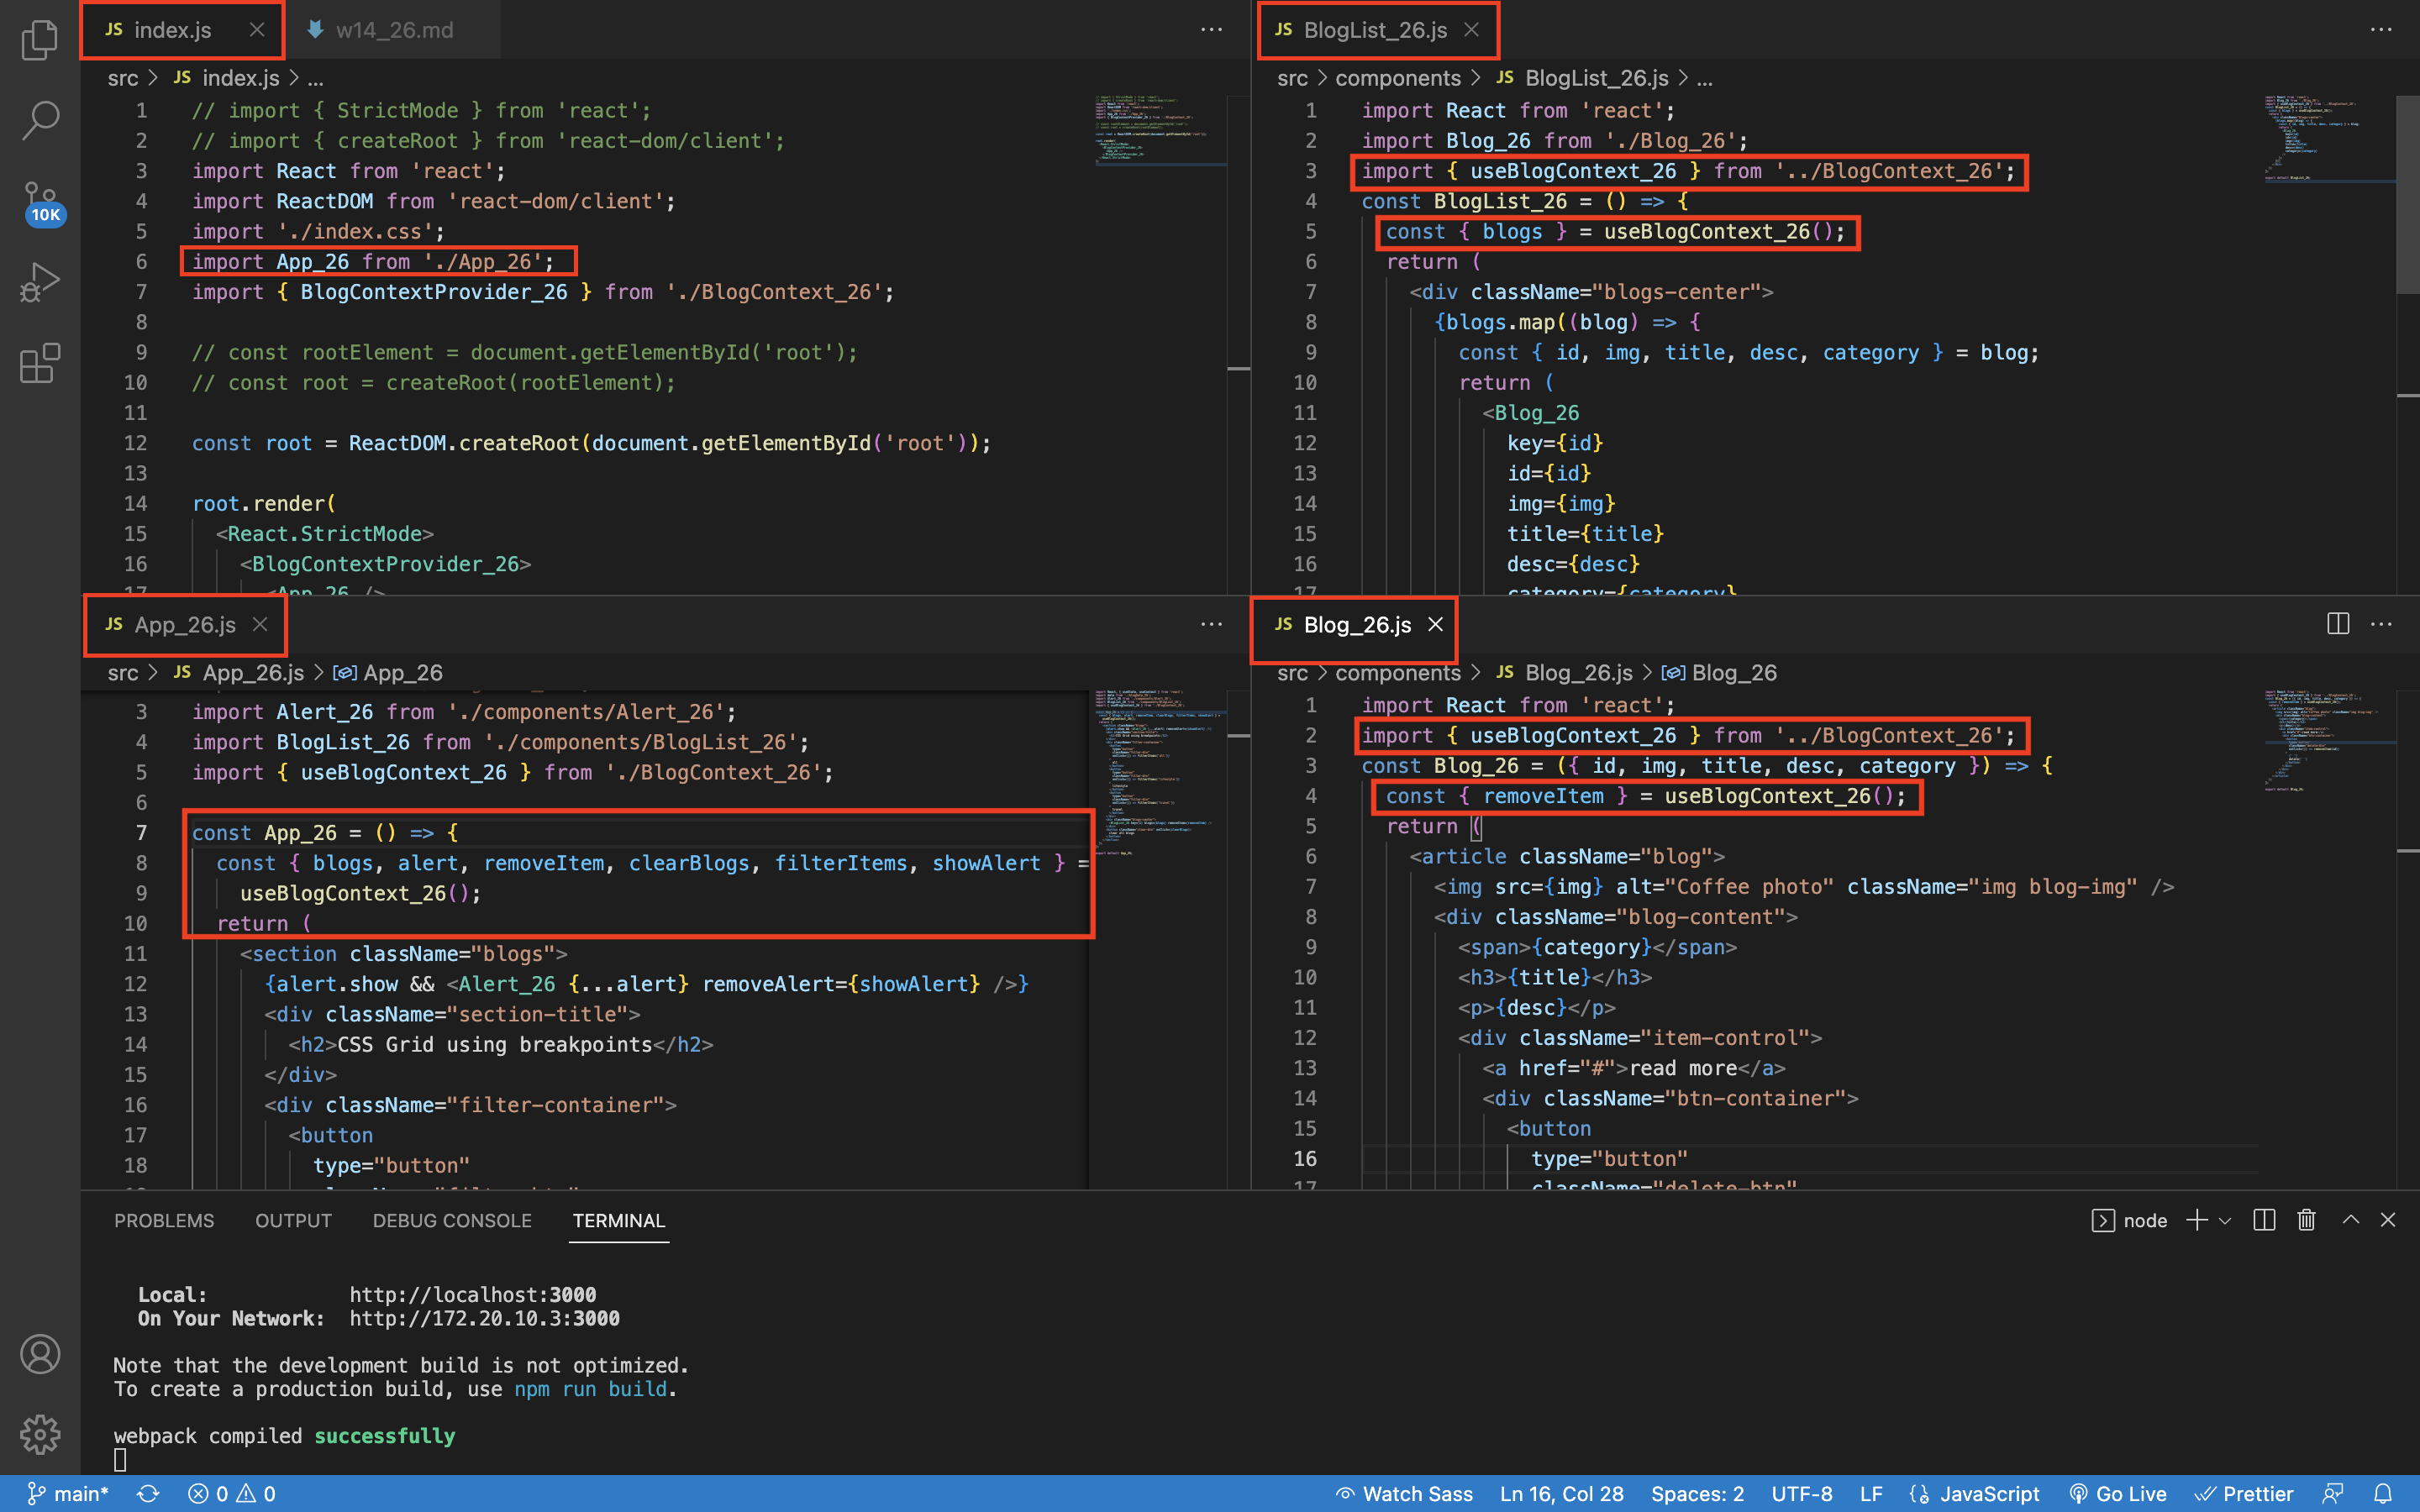 JS index.js
w14_26.md
src > JS index.js > ...
1 // import { StrictMode } from 'react';
2 // import { createRoot } from 'react-dom/client';
3 import React from 'react';
4 import ReactDOM from 'react-dom/client';
5 import './index.css';
6 import App_26 from './App_26';
7 import { BlogContextProvider_26 } from './BlogContext_26';
8
9 // const rootElement = document.getElementById('root');
10 // const root = createRoot(rootElement);
11
12 const root = ReactDOM.createRoot(document.getElementById('root'));
13
14 root.render(
15 <React.StrictMode>
16 <BlogContextProvider_26>
17 <App_26 />
JS BlogList_26.js
src > components > JS BlogList_26.js > ...
1 import React from 'react';
2 import Blog_26 from './Blog_26';
3 import { useBlogContext_26 } from '../BlogContext_26';
4 const BlogList_26 = () => {
5 const { blogs } = useBlogContext_26();
6 return (
7 <div className="blogs-center">
8 {blogs.map((blog) => {
9 const { id, img, title, desc, category } = blog;
10 return (
11 <Blog_26
12 key={id}
13 id={id}
14 img={img}
15 title={title}
16 desc={desc}
17 category={category}
JS App_26.js
src > JS App_26.js > App_26
3 import Alert_26 from './components/Alert_26';
4 import BlogList_26 from './components/BlogList_26';
5 import { useBlogContext_26 } from './BlogContext_26';
6
7 const App_26 = () => {
8 const { blogs, alert, removeItem, clearBlogs, filterItems, showAlert } =
9 useBlogContext_26();
10 return (
11 <section className="blogs">
12 {alert.show && <Alert_26 {...alert} removeAlert={showAlert} />}
13 <div className="section-title">
14 <h2>CSS Grid using breakpoints</h2>
15 </div>
16 <div className="filter-container">
17 <button
18 type="button"
JS Blog_26.js
src > components > JS Blog_26.js > Blog_26
1 import React from 'react';
2 import { useBlogContext_26 } from '../BlogContext_26';
3 const Blog_26 = ({ id, img, title, desc, category }) => {
4 const { removeItem } = useBlogContext_26();
5 return (
6 <article className="blog">
7 <img src={img} alt="Coffee photo" className="img blog-img" />
8 <div className="blog-content">
9 <span>{category}</span>
10 <h3>{title}</h3>
11 <p>{desc}</p>
12 <div className="item-control">
13 <a href="#">read more</a>
14 <div className="btn-container">
15 <button
16 type="button"
17 className="delete-btn"
10K
PROBLEMS OUTPUT DEBUG CONSOLE TERMINAL
node
Local: http://localhost:3000
On Your Network: http://172.20.10.3:3000
Note that the development build is not optimized.
To create a production build, use npm run build.
webpack compiled successfully
main* 0 0 Watch Sass Ln 16, Col 28 Spaces: 2 UTF-8 LF JavaScript Go Live Prettier